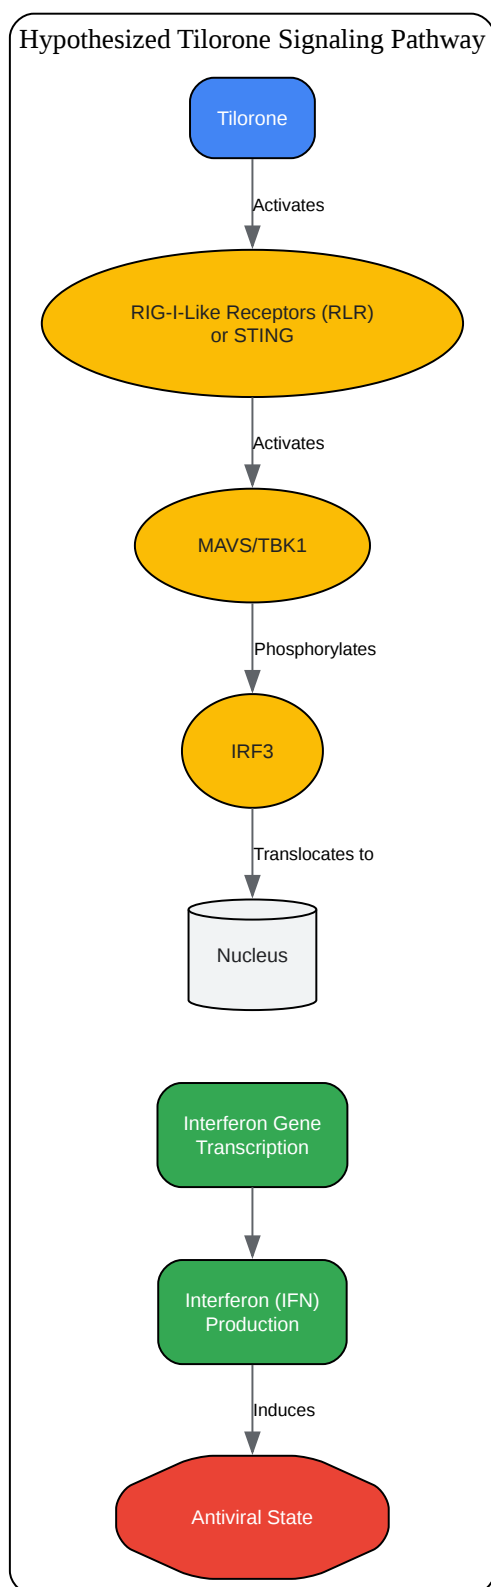 Hypothesized Tilorone Signaling Pathway
Tilorone
Activates
RIG-I-Like Receptors (RLR)
or STING
Activates
MAVS/TBK1
Phosphorylates
IRF3
Translocates to
Nucleus
Interferon Gene
Transcription
Interferon (IFN)
Production
Induces
Antiviral State